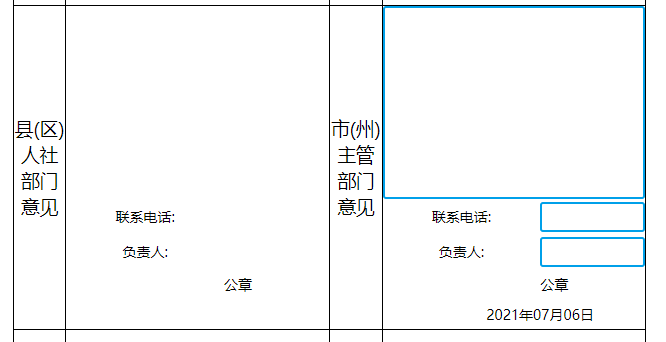 县(区)
人社
部门
意见
联系电话:
负责人:
公章
市(州)
主管
部门
意见
联系电话:
负责人:
公章
2021年07月06日